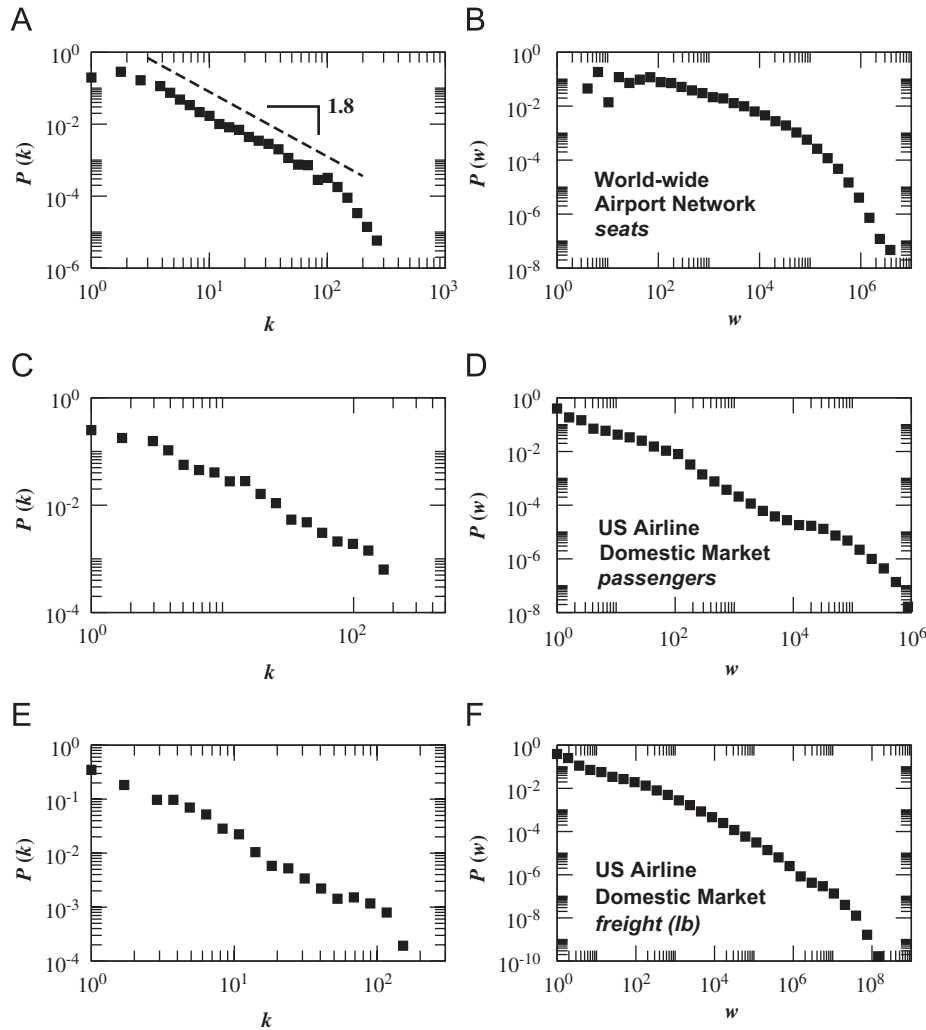 A
10^0
10^-2
10^-4
10^-6
P (k)
1.8
10^0
10^1
10^2
10^3
k
B
10^0
10^-2
10^-4
10^-6
10^-8
P (w)
World-wide
Airport Network
seats
10^0
10^2
10^4
10^6
w
C
10^0
10^-2
10^-4
P (k)
10^0
10^2
k
D
10^0
10^-2
10^-4
10^-6
10^-8
P (w)
US Airline
Domestic Market
passengers
10^0
10^2
10^4
10^6
w
E
10^0
10^-1
10^-2
10^-3
10^-4
P (k)
10^0
10^1
10^2
k
F
10^0
10^-2
10^-4
10^-6
10^-8
10^-10
P (w)
US Airline
Domestic Market
freight (lb)
10^0
10^2
10^4
10^6
10^8
w